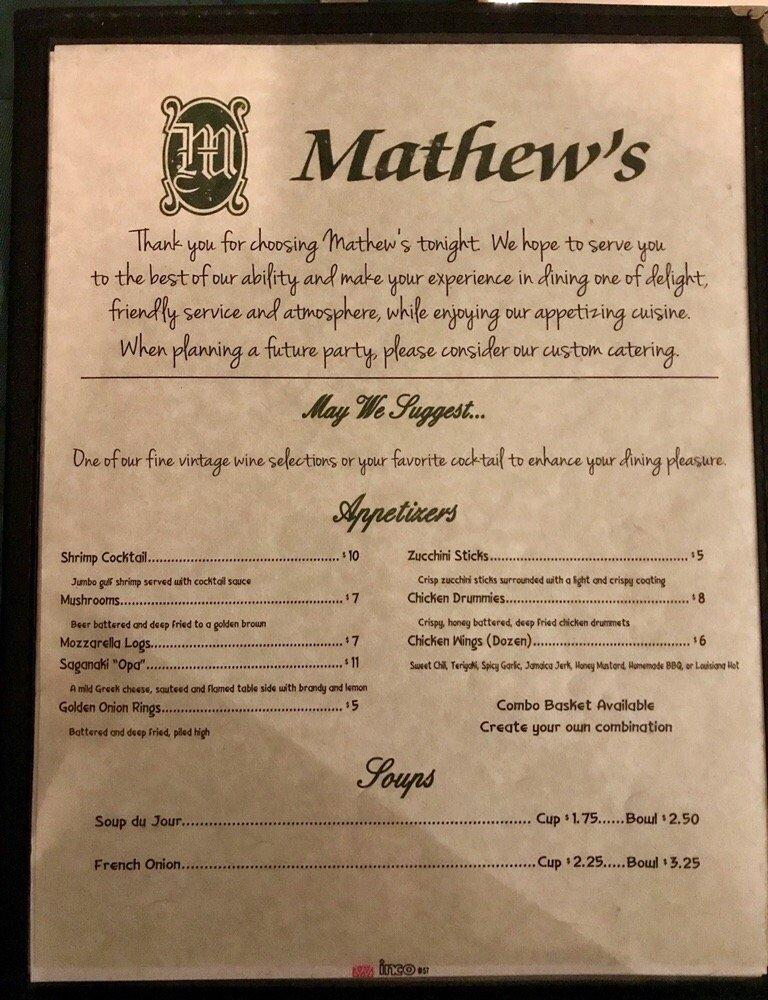 M Mathew's
Thank you for choosing Mathew's tonight. We hope to serve you
to the best of our ability and make your experience in dining one of delight,
friendly service and atmosphere, while enjoying our appetizing cuisine.
When planning a future party, please consider our custom catering.
May We Suggest...
One of our fine vintage wine selections or your favorite cocktail to enhance your dining pleasure.
Appetizers
Shrimp Cocktail........................................$10
Jumbo gulf shrimp served with cocktail sauce
Mushrooms..............................................$7
Beer battered and deep fried to a golden brown
Mozzarella Logs........................................$7
Saganaki "Opa".........................................$11
A mild Greek cheese, sauteed and flamed table side with brandy and lemon
Golden Onion Rings.....................................$5
Battered and deep fried, piled high
Zucchini Sticks........................................$5
Crisp zucchini sticks surrounded with a light and crispy coating
Chicken Drummies.......................................$8
Crispy, honey battered, deep fried chicken drummets
Chicken Wings (Dozen)..................................$6
Sweet Chili, Teriyaki, Spicy Garlic, Jamaica Jerk, Honey Mustard, Homemade BBQ, or Louisiana Hot
Combo Basket Available
Create your own combination
Soups
Soup du Jour........................................Cup $1.75......Bowl $2.50
French Onion........................................Cup $2.25.....Bowl $3.25
inco #57